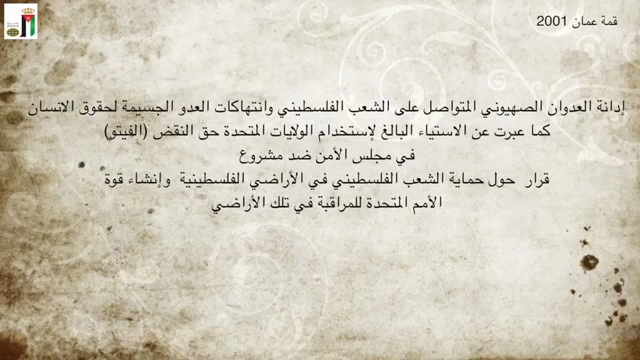 قمة عمان 2001
إدانة العدوان الصهيوني المتواصل على الشعب الفلسطيني وانتهاكات العدو الجسيمة لحقوق الانسان
كما عبرت عن الاستياء البالغ لإستخدام الولايات المتحدة حق النقض (الفيتو)
في مجلس الأمن ضد مشروع
قرار حول حماية الشعب الفلسطيني في الأراضي الفلسطينية وإنشاء قوة
الأمم المتحدة للمراقبة في تلك الأراضي